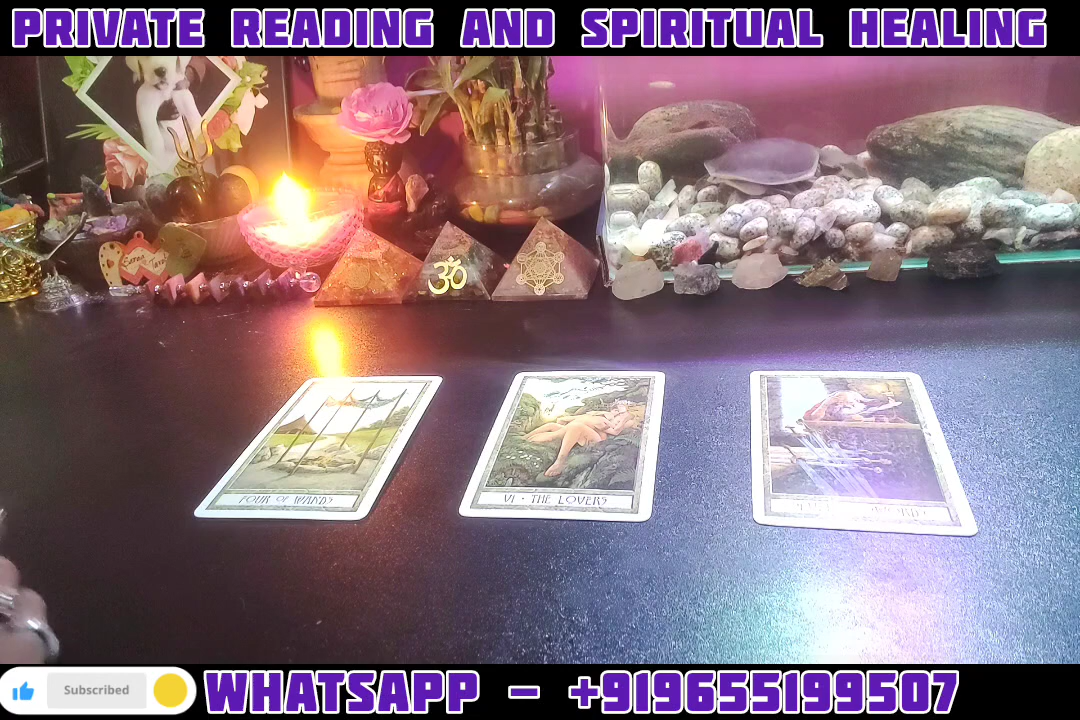 PRIVATE READING AND SPIRITUAL HEALING
ॐ
FOUR OF WANDS
VI • THE LOVERS
Subscribed
WHATSAPP - +919655199507